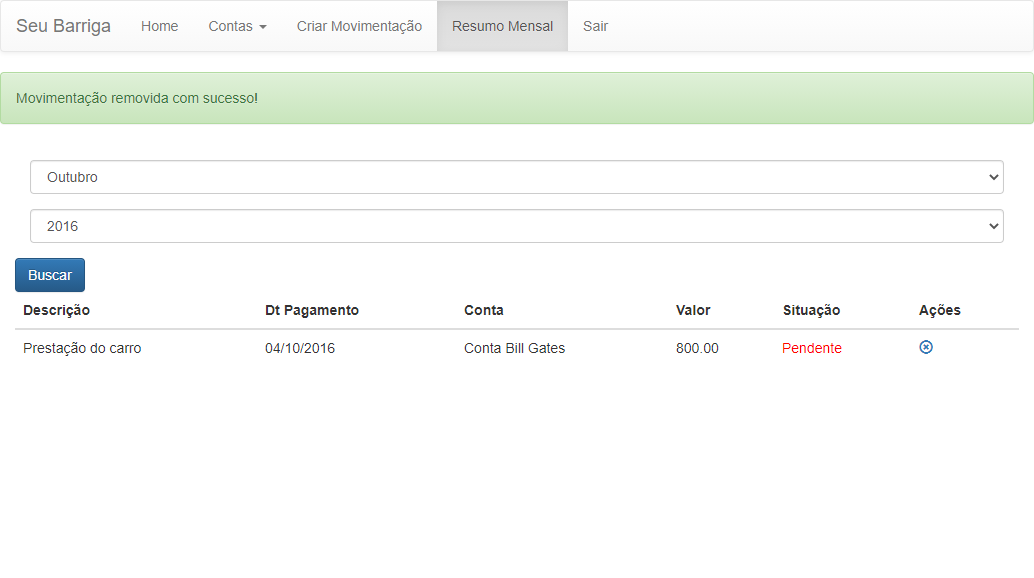 Seu Barriga Home Contas Criar Movimentação Resumo Mensal Sair
Movimentação removida com sucesso!
Outubro
2016
Buscar
Descrição Dt Pagamento Conta Valor Situação Ações
Prestação do carro 04/10/2016 Conta Bill Gates 800.00 Pendente